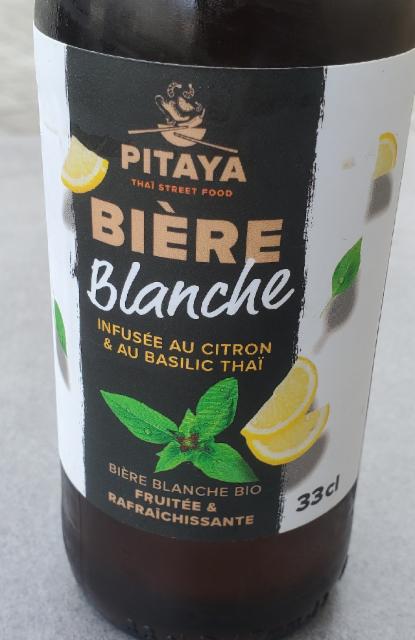 PITAYA
THAÏ STREET FOOD
BIÈRE
Blanche
INFUSÉE AU CITRON
& AU BASILIC THAÏ
BIÈRE BLANCHE BIO
FRUITÉE &
RAFRAÎCHISSANTE
33cl